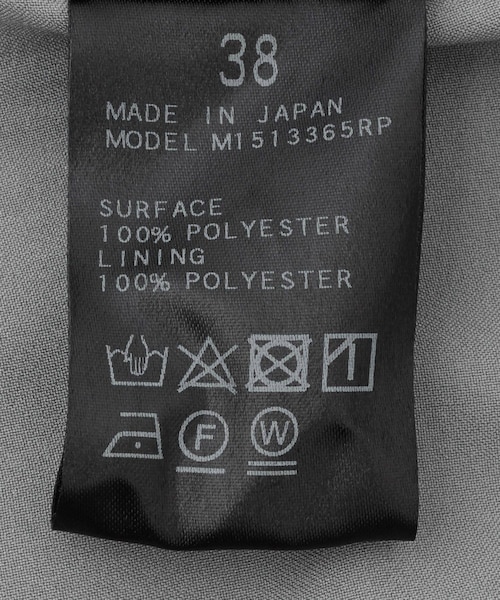 38
MADE IN JAPAN
MODEL M1513365RP
SURFACE
100% POLYESTER
LINING
100% POLYESTER
F W